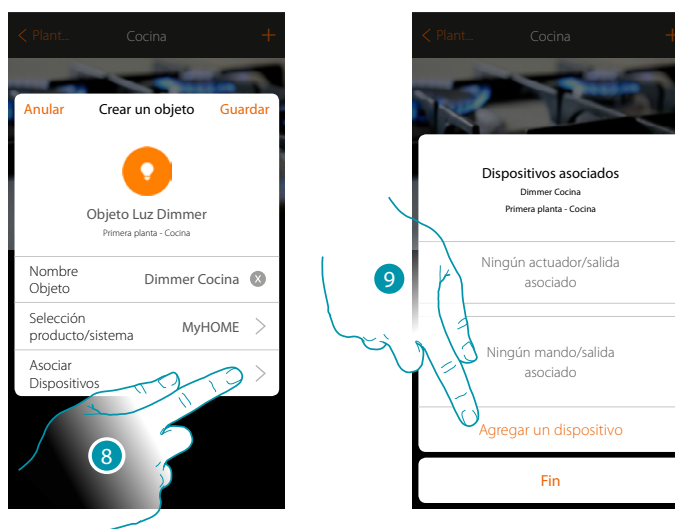 < Plant... Cocina +
Anular Crear un objeto Guardar
Objeto Luz Dimmer
Primera planta - Cocina
Nombre
Objeto
Dimmer Cocina X
Selección
producto/sistema
MyHOME >
Asociar
Dispositivos
>
8
< Plant... Cocina +
Dispositivos asociados
Dimmer Cocina
Primera planta - Cocina
Ningún actuador/salida
asociado
9
Ningún mando/salida
asociado
Agregar un dispositivo
Fin